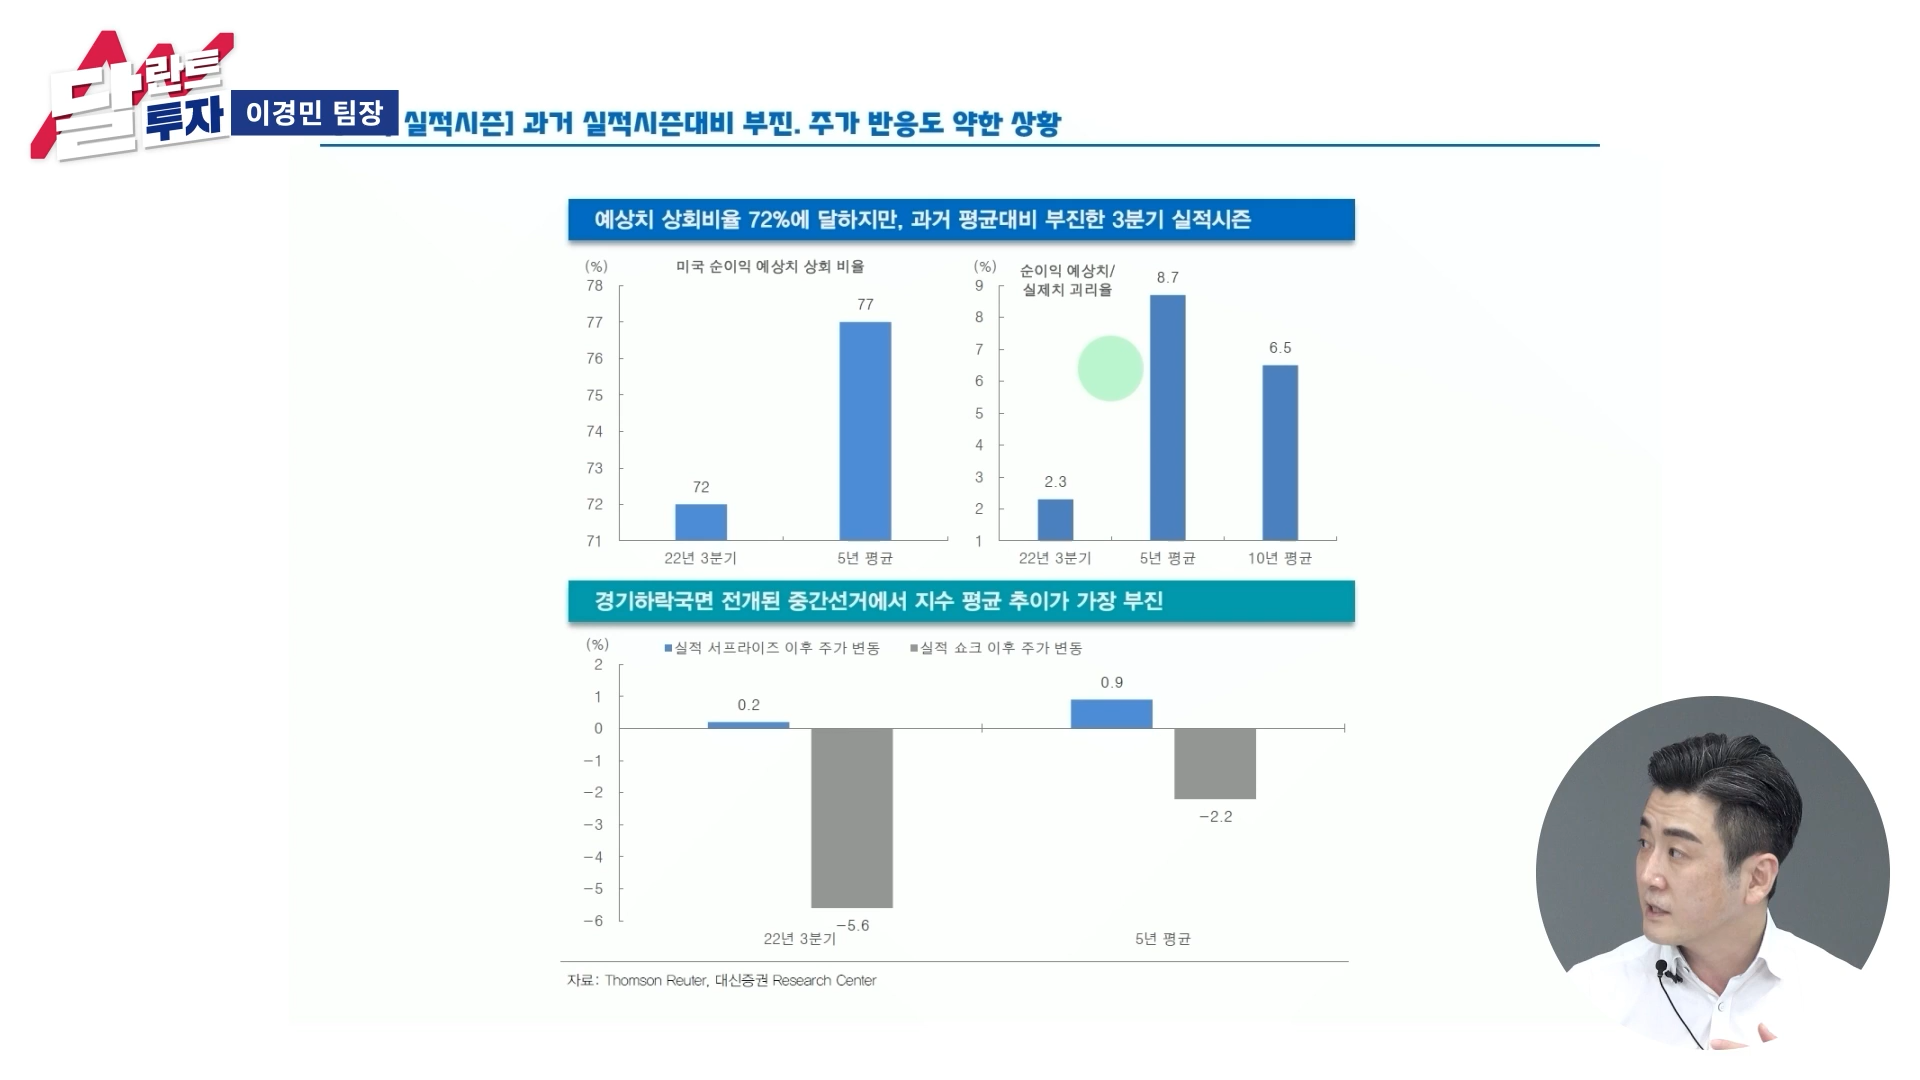 달란트
투자
이경민 팀장
실적시즌] 과거 실적시즌대비 부진. 주가 반응도 약한 상황
예상치 상회비율 72%에 달하지만, 과거 평균대비 부진한 3분기 실적시즌
(%)
미국 순이익 예상치 상회 비율
78
77
76
75
74
73
72
71
72
77
22년 3분기
5년 평균
(%)
순이익 예상치/
실제치 괴리율
9
8
7
6
5
4
3
2
1
2.3
8.7
6.5
22년 3분기
5년 평균
10년 평균
경기하락국면 전개된 중간선거에서 지수 평균 추이가 가장 부진
(%)
실적 서프라이즈 이후 주가 변동
실적 쇼크 이후 주가 변동
2
1
0
−1
−2
−3
−4
−5
−6
0.2
−5.6
0.9
−2.2
22년 3분기
5년 평균
자료: Thomson Reuter, 대신증권 Research Center